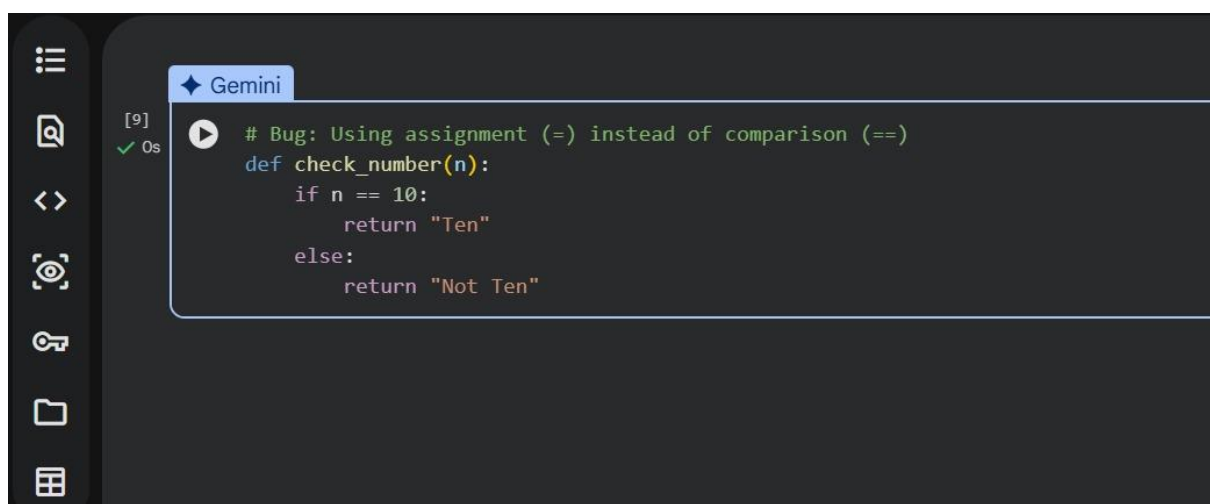 Gemini
[9]
0s
# Bug: Using assignment (=) instead of comparison (==)
def check_number(n):
    if n == 10:
        return "Ten"
    else:
        return "Not Ten"